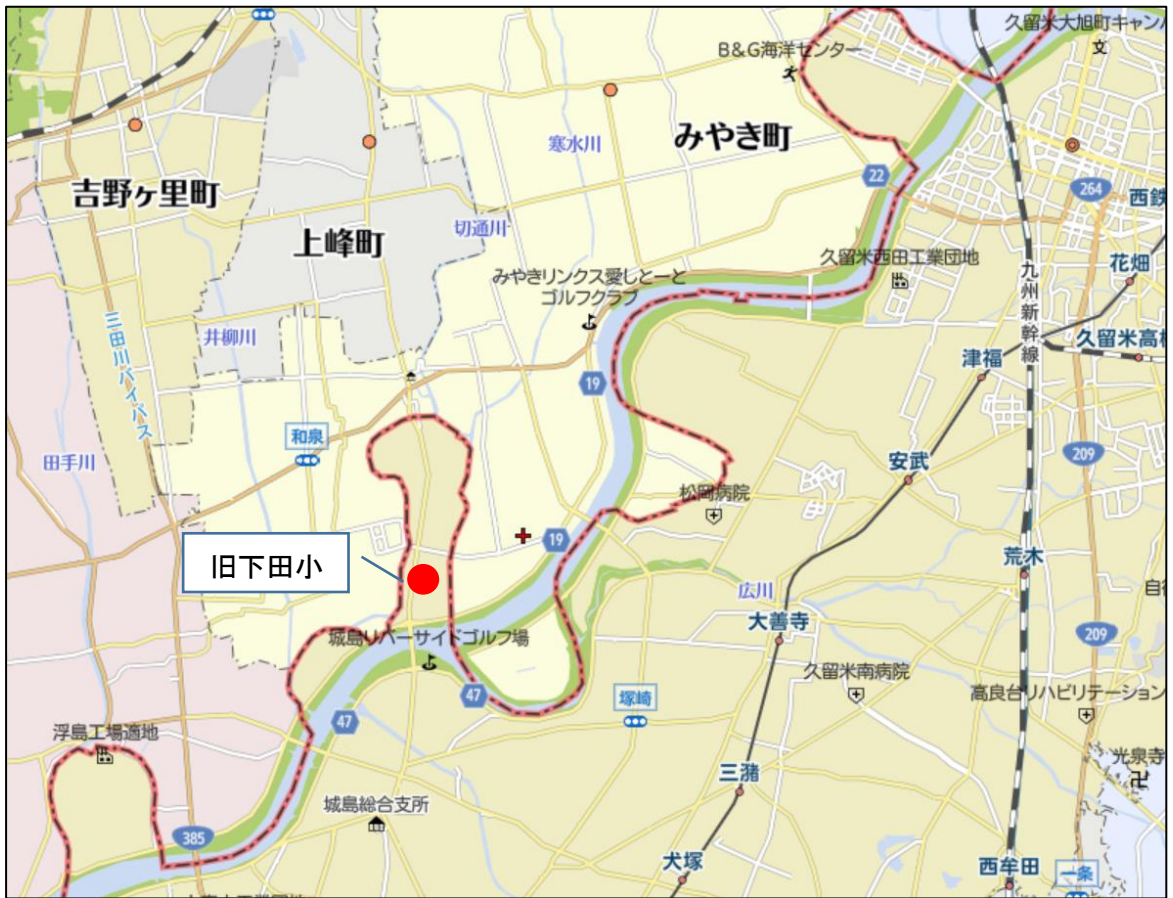 久留米大旭町キャンパ
B&G海洋センター
みやき町
寒水川
22
264
西鉄
吉野ヶ里町
上峰町
切通川
久留米西田工業団地
花畑
みやきリンクス愛しとーと
ゴルフクラブ
九州新幹線
三田川バイパス
井柳川
津福
久留米高
19
和泉
田手川
209
安武
松岡病院
19
旧下田小
荒木
広川
自衛
大善寺
209
城島リバーサイドゴルフ場
久留米南病院
47
塚崎
高良台リハビリテーション
47
浮島工場適地
光泉寺
三潴
城島総合支所
385
犬塚
西牟田
一条